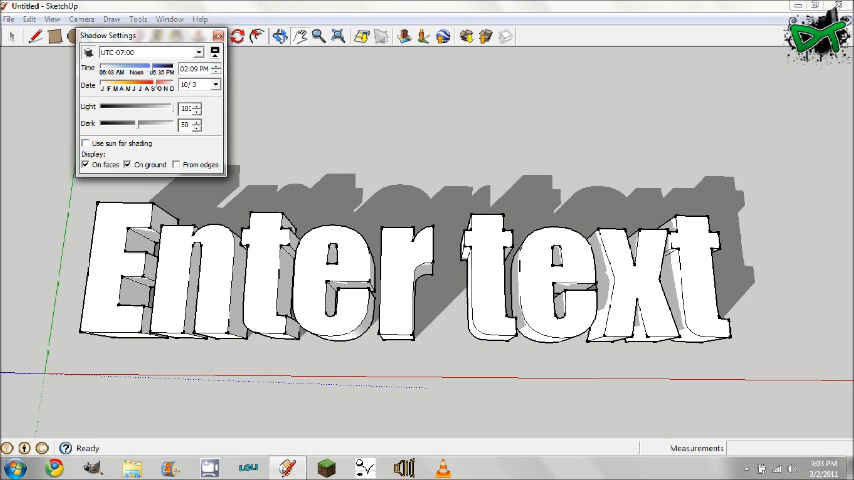 Untitled - SketchUp
File Edit View Camera Draw Tools Window Help
Shadow Settings
UTC-07:00
Time
06:03 AM Noon 05:35 PM
02:09 PM
Date
J F M A M J J A S O N D
10/ 3
Light
Dark
50
Use sun for shading
Display:
On faces On ground From edges
DT
Enter text
Ready
Measurements
LOL!
3:03 PM
3/2/2011